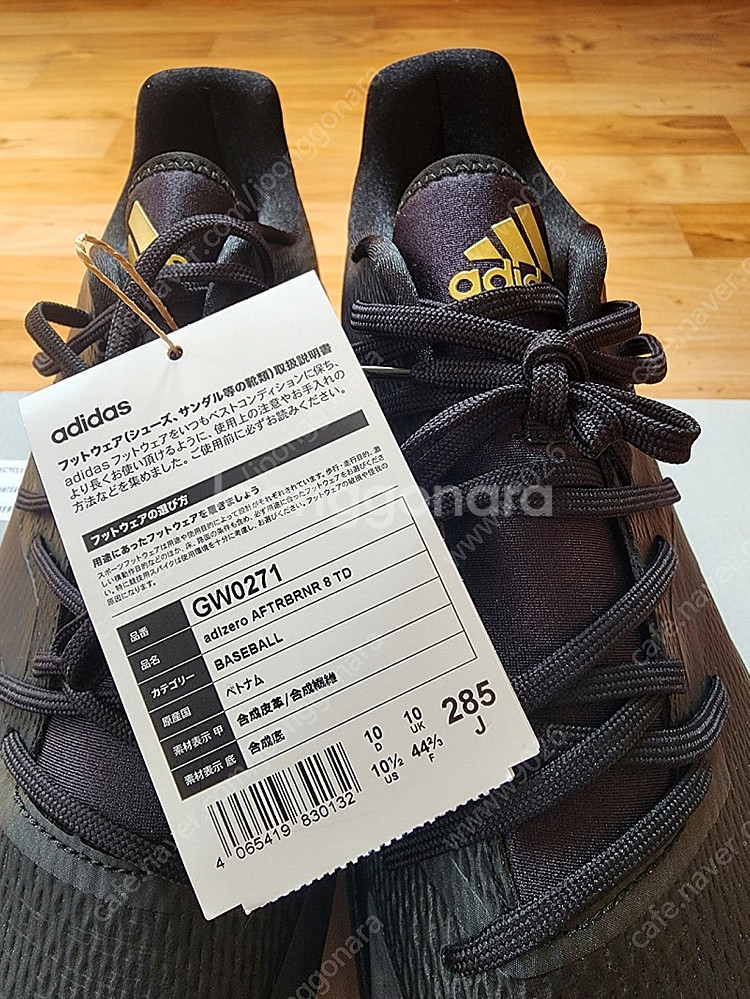 adidas
adidas
フットウェア(シューズ、サンダル等の靴類)取扱説明書
adidas フットウェアをいつもベストコンディションに保ち、
より長くお使い頂けるように、使用上の注意やお手入れの
方法などを集めました。ご使用前に必ずお読みください。
フットウェアの選び方
用途にあったフットウェアを履きましょう
品番 GW0271
品名 adizero AFTRBRNR 8 TD
カテゴリー BASEBALL
原産国 ベトナム
素材表示 甲 合成皮革/合成繊維
素材表示 底 合成底
10 D
10 UK
285 J
10½ US
44⅔ F
4 065419 830132
joonggonara
cafe.naver.com/joonggonara